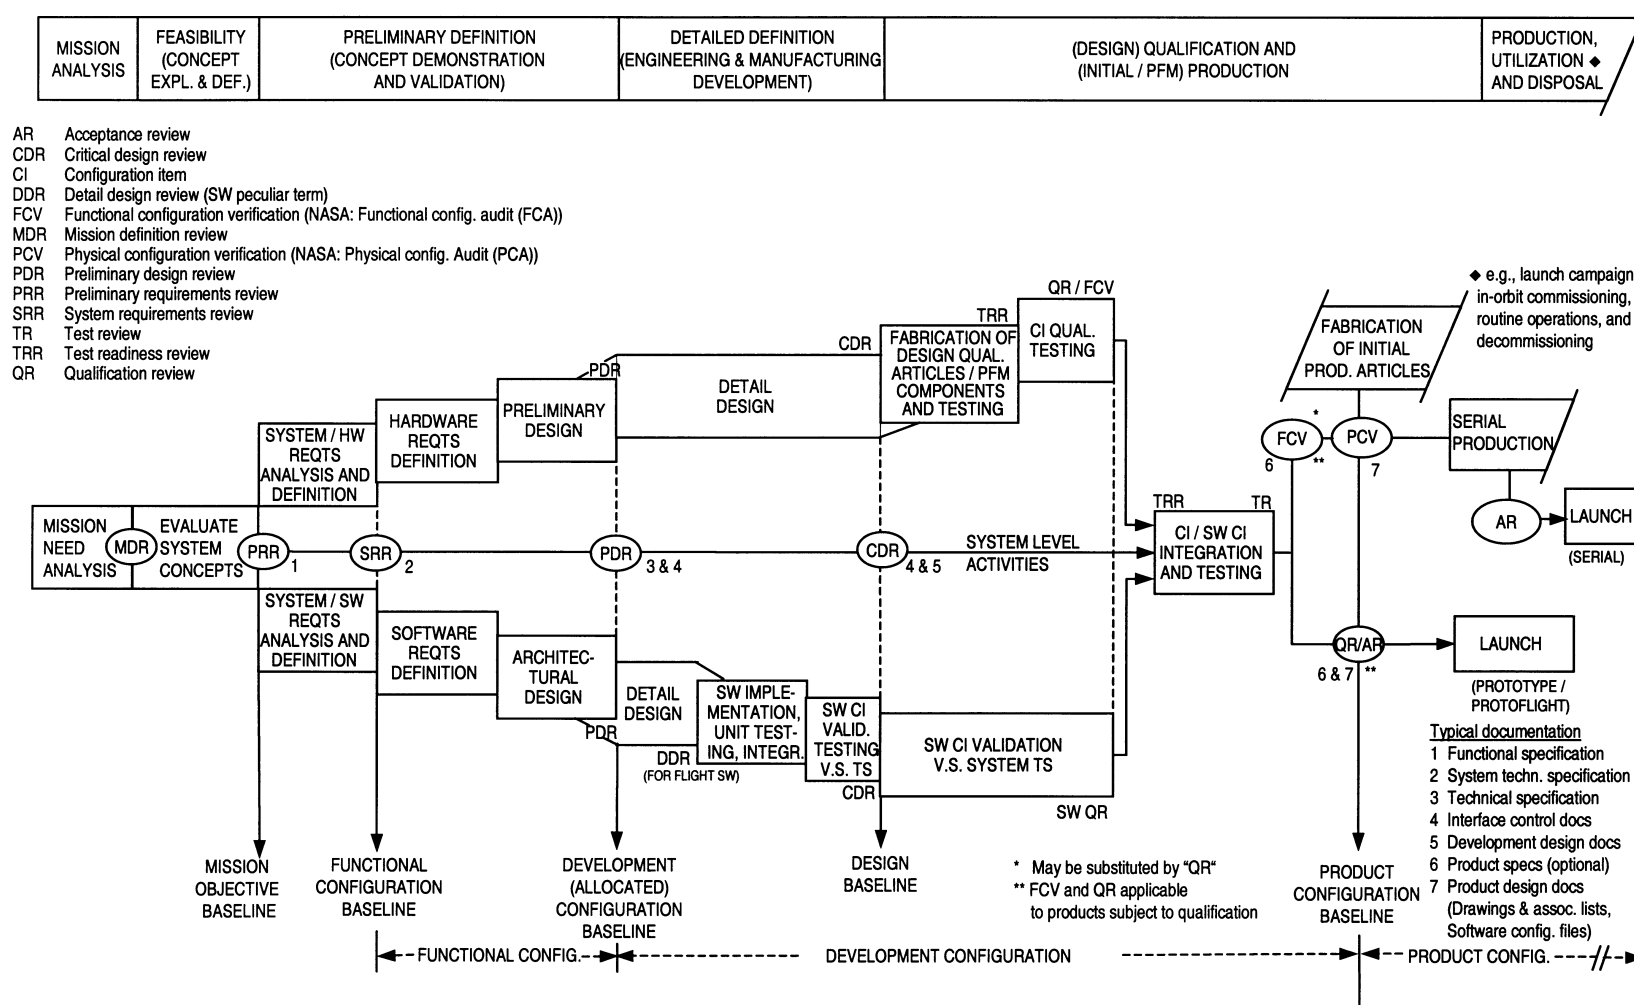 MISSION
ANALYSIS
FEASIBILITY
(CONCEPT
EXPL. & DEF.)
PRELIMINARY DEFINITION
(CONCEPT DEMONSTRATION
AND VALIDATION)
DETAILED DEFINITION
(ENGINEERING & MANUFACTURING
DEVELOPMENT)
(DESIGN) QUALIFICATION AND
(INITIAL / PFM) PRODUCTION
PRODUCTION,
UTILIZATION ◆
AND DISPOSAL
AR Acceptance review
CDR Critical design review
CI Configuration item
DDR Detail design review (SW peculiar term)
FCV Functional configuration verification (NASA: Functional config. audit (FCA))
MDR Mission definition review
PCV Physical configuration verification (NASA: Physical config. Audit (PCA))
PDR Preliminary design review
PRR Preliminary requirements review
SRR System requirements review
TR Test review
TRR Test readiness review
QR Qualification review
◆ e.g., launch campaign
in-orbit commissioning,
routine operations, and
decommissioning
QR / FCV
TRR
CI QUAL.
TESTING
CDR
FABRICATION OF
DESIGN QUAL.
ARTICLES / PFM
COMPONENTS
AND TESTING
FABRICATION
OF INITIAL
PROD. ARTICLES
PDR
DETAIL
DESIGN
PRELIMINARY
DESIGN
HARDWARE
REQTS
DEFINITION
SYSTEM / HW
REQTS
ANALYSIS AND
DEFINITION
*
FCV
PCV
6
**
7
SERIAL
PRODUCTION
AR
LAUNCH
(SERIAL)
MISSION
NEED
ANALYSIS
MDR
EVALUATE
SYSTEM
CONCEPTS
PRR
1
SRR
2
PDR
3 & 4
CDR
4 & 5
SYSTEM LEVEL
ACTIVITIES
TRR
TR
CI / SW CI
INTEGRATION
AND TESTING
SYSTEM / SW
REQTS
ANALYSIS AND
DEFINITION
SOFTWARE
REQTS
DEFINITION
ARCHITEC-
TURAL
DESIGN
PDR
DETAIL
DESIGN
DDR
(FOR FLIGHT SW)
SW IMPLE-
MENTATION,
UNIT TEST-
ING, INTEGR.
SW CI
VALID.
TESTING
V.S. TS
CDR
SW CI VALIDATION
V.S. SYSTEM TS
SW QR
QR/AR
6 & 7 **
LAUNCH
(PROTOTYPE /
PROTOFLIGHT)
Typical documentation
1 Functional specification
2 System techn. specification
3 Technical specification
4 Interface control docs
5 Development design docs
6 Product specs (optional)
7 Product design docs
(Drawings & assoc. lists,
Software config. files)
MISSION
OBJECTIVE
BASELINE
FUNCTIONAL
CONFIGURATION
BASELINE
DEVELOPMENT
(ALLOCATED)
CONFIGURATION
BASELINE
DESIGN
BASELINE
* May be substituted by "QR"
** FCV and QR applicable
to products subject to qualification
PRODUCT
CONFIGURATION
BASELINE
FUNCTIONAL CONFIG.
DEVELOPMENT CONFIGURATION
PRODUCT CONFIG.